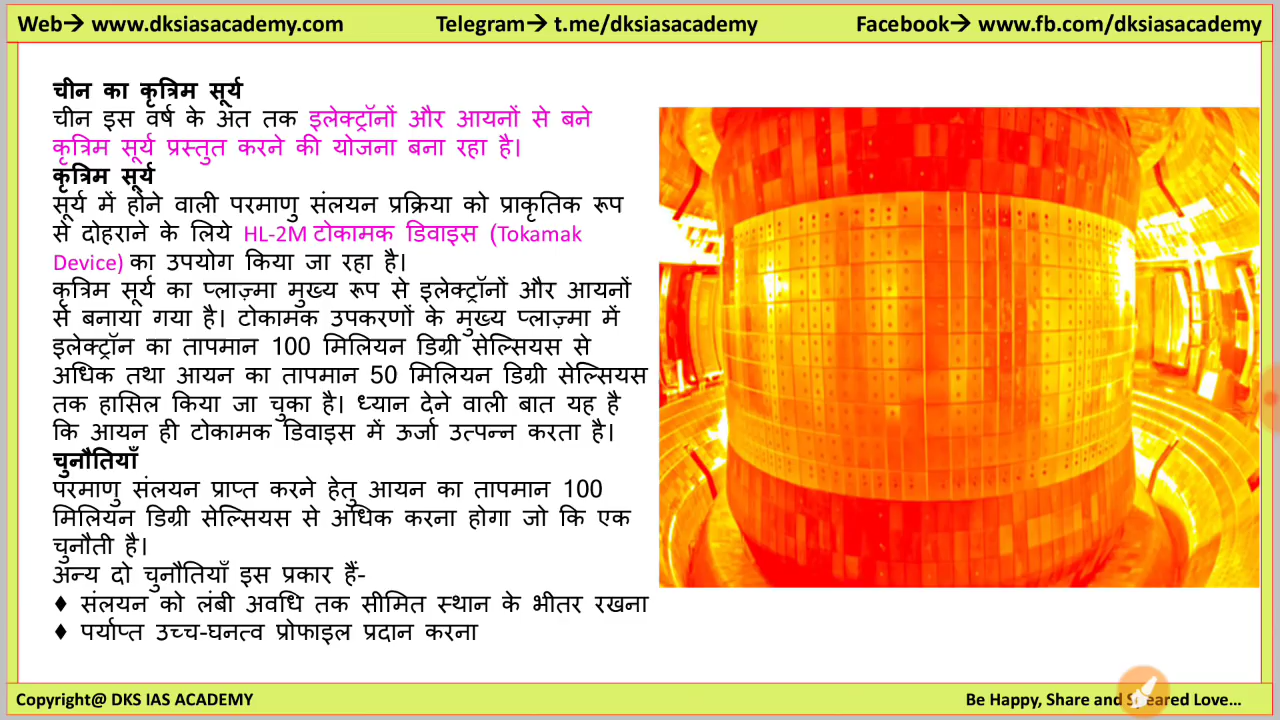 Web→ www.dksiasacademy.com Telegram→ t.me/dksiasacademy Facebook→ www.fb.com/dksiasacademy
चीन का कृत्रिम सूर्य
चीन इस वर्ष के अंत तक इलेक्ट्रॉनों और आयनों से बने
कृत्रिम सूर्य प्रस्तुत करने की योजना बना रहा है।
कृत्रिम सूर्य
सूर्य में होने वाली परमाणु संलयन प्रक्रिया को प्राकृतिक रूप
से दोहराने के लिये HL-2M टोकामक डिवाइस (Tokamak
Device) का उपयोग किया जा रहा है।
कृत्रिम सूर्य का प्लाज़्मा मुख्य रूप से इलेक्ट्रॉनों और आयनों
से बनाया गया है। टोकामक उपकरणों के मुख्य प्लाज़्मा में
इलेक्ट्रॉन का तापमान 100 मिलियन डिग्री सेल्सियस से
अधिक तथा आयन का तापमान 50 मिलियन डिग्री सेल्सियस
तक हासिल किया जा चुका है। ध्यान देने वाली बात यह है
कि आयन ही टोकामक डिवाइस में ऊर्जा उत्पन्न करता है।
चुनौतियाँ
परमाणु संलयन प्राप्त करने हेतु आयन का तापमान 100
मिलियन डिग्री सेल्सियस से अधिक करना होगा जो कि एक
चुनौती है।
अन्य दो चुनौतियाँ इस प्रकार हैं-
♦ संलयन को लंबी अवधि तक सीमित स्थान के भीतर रखना
♦ पर्याप्त उच्च-घनत्व प्रोफाइल प्रदान करना
Copyright@ DKS IAS ACADEMY Be Happy, Share and Speared Love...